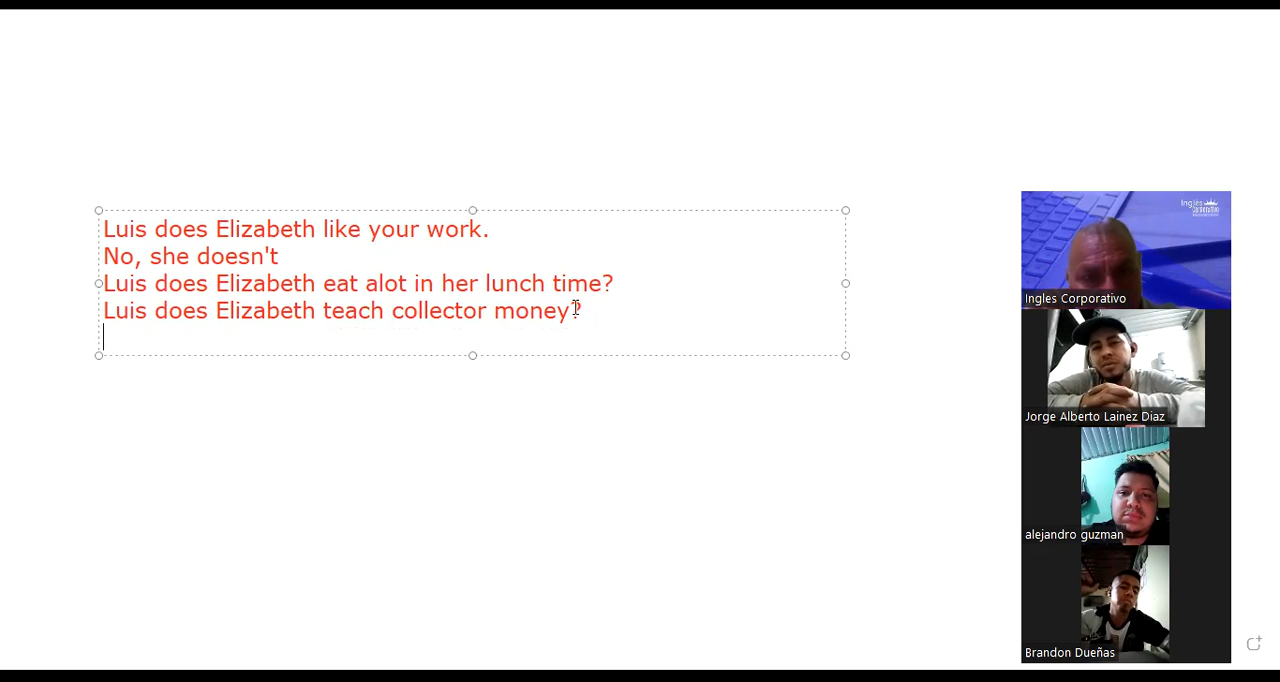 Luis does Elizabeth like your work.
No, she doesn't
Luis does Elizabeth eat alot in her lunch time?
Luis does Elizabeth teach collector money?
Ingles Corporativo
Jorge Alberto Lainez Diaz
alejandro guzman
Brandon Dueñas